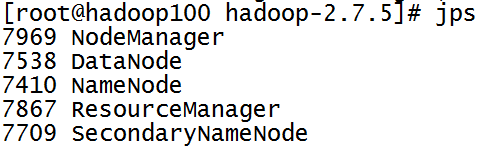 [root@hadoop100 hadoop-2.7.5]# jps
7969 NodeManager
7538 DataNode
7410 NameNode
7867 ResourceManager
7709 SecondaryNameNode